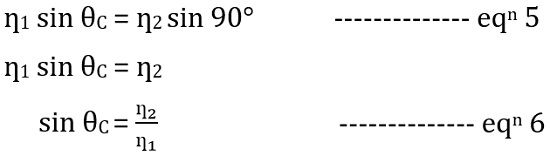 η₁ sin θ_C = η₂ sin 90° -------------- eqⁿ 5
η₁ sin θ_C = η₂
sin θ_C = η₂/η₁ -------------- eqⁿ 6